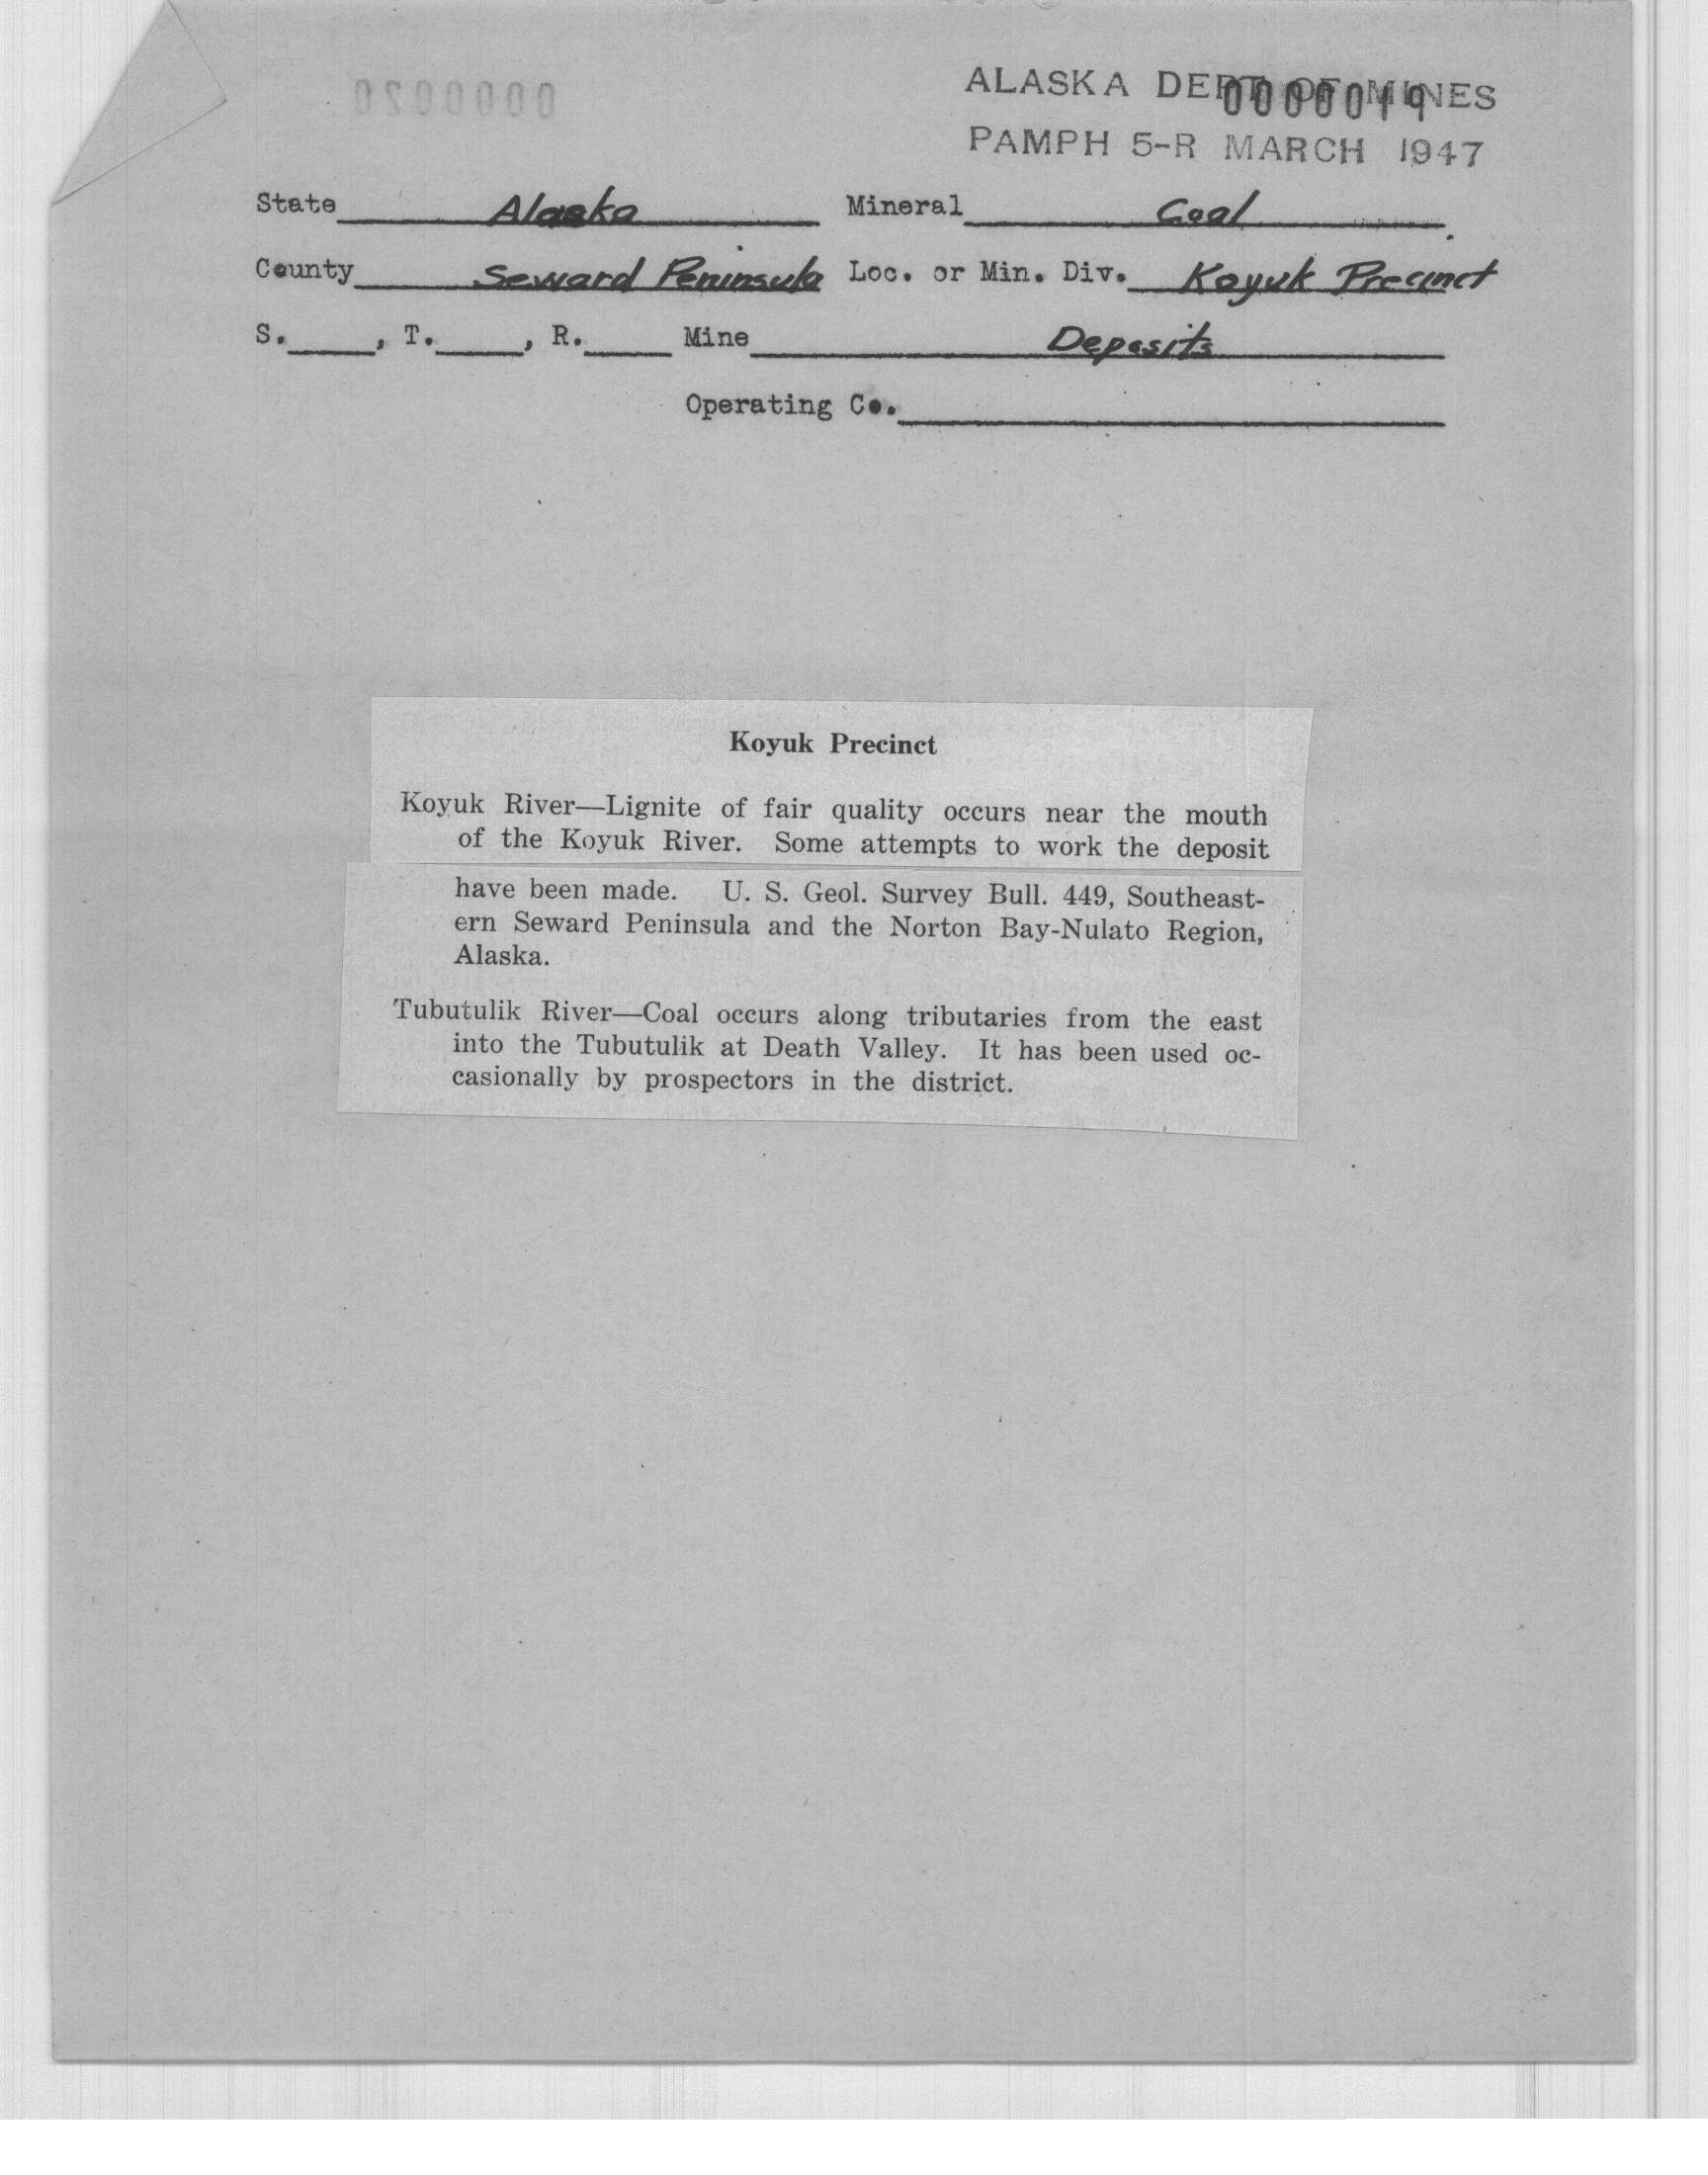 0000020
ALASKA DEPT OF MINES
0000019
PAMPH 5-R MARCH 1947
State Alaska Mineral Coal
County Seward Peninsula Loc. or Min. Div. Koyuk Precinct
S. , T. , R. Mine Deposits
Operating Co.
Koyuk Precinct
Koyuk River—Lignite of fair quality occurs near the mouth
of the Koyuk River. Some attempts to work the deposit
have been made. U. S. Geol. Survey Bull. 449, Southeast-
ern Seward Peninsula and the Norton Bay-Nulato Region,
Alaska.
Tubutulik River—Coal occurs along tributaries from the east
into the Tubutulik at Death Valley. It has been used oc-
casionally by prospectors in the district.